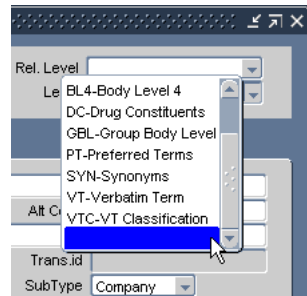 Rel. Level
Le
BL4-Body Level 4
DC-Drug Constituents
GBL-Group Body Level
PT-Preferred Terms
SYN-Synonyms
VT-Verbatim Term
Alt C
VTC-VT Classification
Trans.id
SubType Company